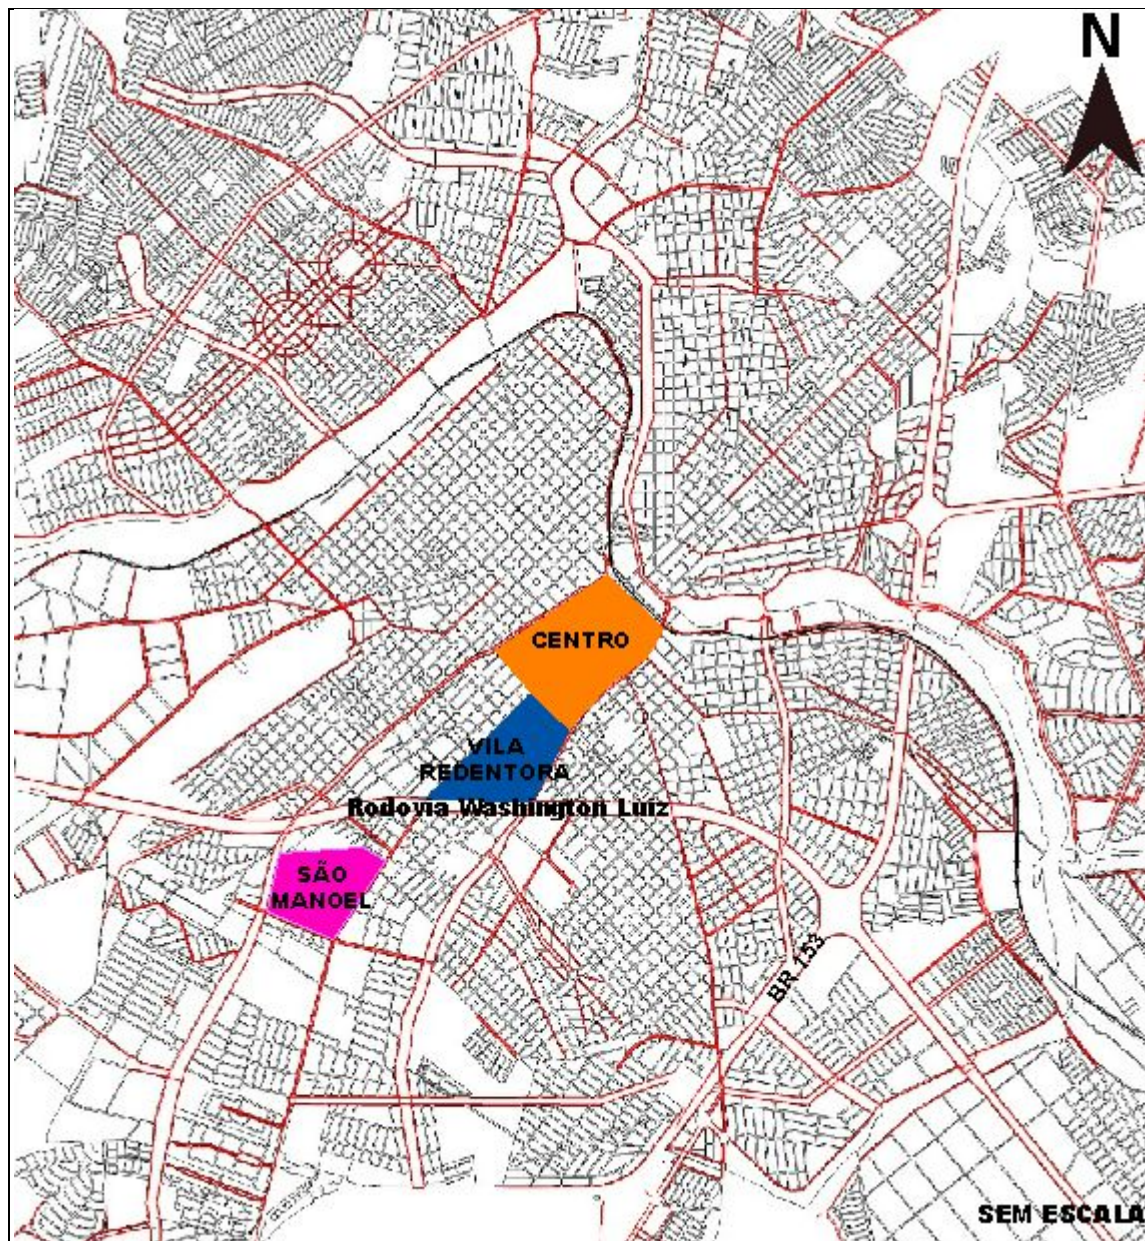 N
CENTRO
VILA
REDENTORA
Rodovia Washington Luiz
SÃO
MANOEL
BR 153
SEM ESCALA